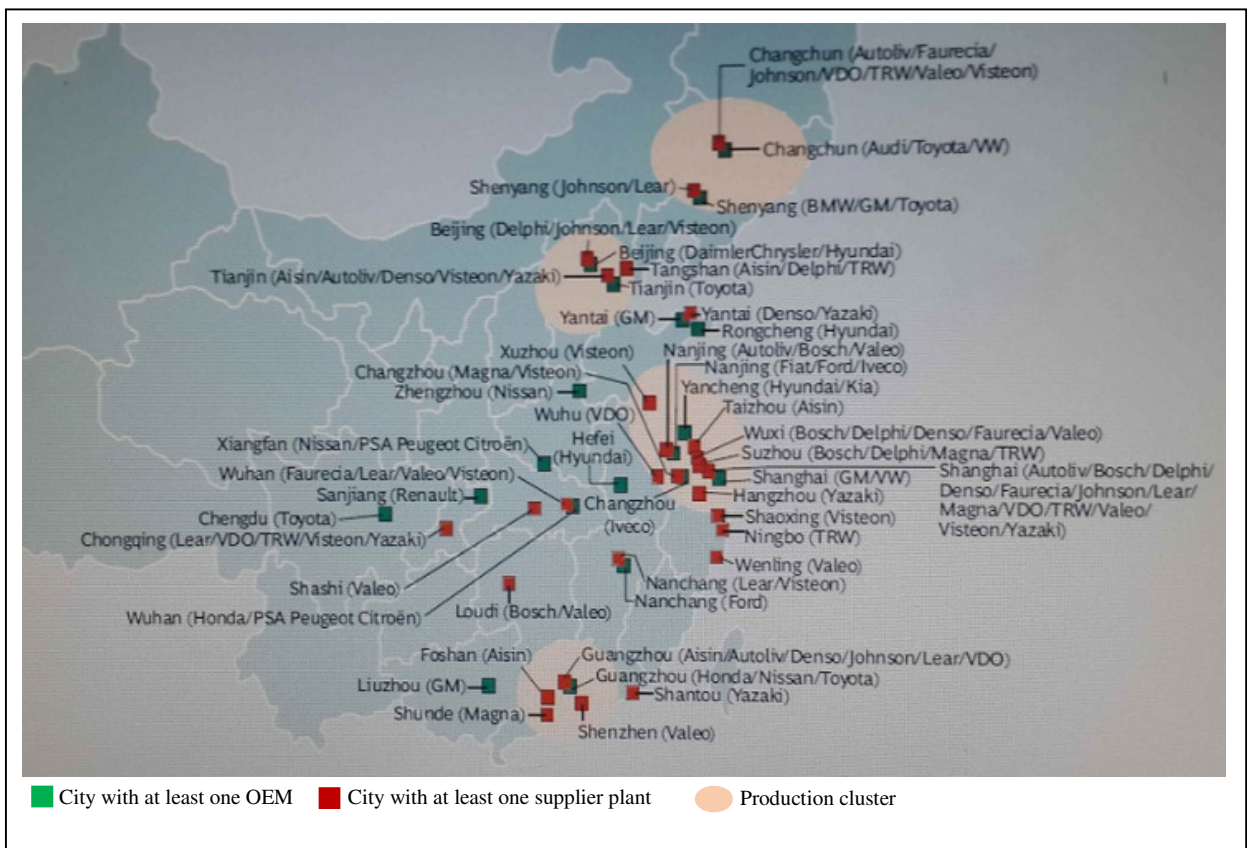 Changchun (Autoliv/Faurecia/
Johnson/VDO/TRW/Valeo/Visteon)
Changchun (Audi/Toyota/VW)
Shenyang (Johnson/Lear)
Shenyang (BMW/GM/Toyota)
Beijing (Delphi/Johnson/Lear/Visteon)
Beijing (DaimlerChrysler/Hyundai)
Tangshan (Aisin/Delphi/TRW)
Tianjin (Aisin/Autoliv/Denso/Visteon/Yazaki)
Tianjin (Toyota)
Yantai (GM)
Yantai (Denso/Yazaki)
Rongcheng (Hyundai)
Xuzhou (Visteon)
Nanjing (Autoliv/Bosch/Valeo)
Nanjing (Fiat/Ford/Iveco)
Changzhou (Magna/Visteon)
Yancheng (Hyundai/Kia)
Zhengzhou (Nissan)
Taizhou (Aisin)
Wuhu (VDO)
Wuxi (Bosch/Delphi/Denso/Faurecia/Valeo)
Xiangfan (Nissan/PSA Peugeot Citroën)
Hefei
(Hyundai)
Suzhou (Bosch/Delphi/Magna/TRW)
Wuhan (Faurecia/Lear/Valeo/Visteon)
Shanghai (GM/VW)
Shanghai (Autoliv/Bosch/Delphi/
Denso/Faurecia/Johnson/Lear/
Magna/VDO/TRW/Valeo/
Visteon/Yazaki)
Sanjiang (Renault)
Changzhou
(Iveco)
Hangzhou (Yazaki)
Chengdu (Toyota)
Shaoxing (Visteon)
Chongqing (Lear/VDO/TRW/Visteon/Yazaki)
Ningbo (TRW)
Wenling (Valeo)
Shashi (Valeo)
Nanchang (Lear/Visteon)
Nanchang (Ford)
Wuhan (Honda/PSA Peugeot Citroën)
Loudi (Bosch/Valeo)
Foshan (Aisin)
Guangzhou (Aisin/Autoliv/Denso/Johnson/Lear/VDO)
Guangzhou (Honda/Nissan/Toyota)
Liuzhou (GM)
Shantou (Yazaki)
Shunde (Magna)
Shenzhen (Valeo)
City with at least one OEM
City with at least one supplier plant
Production cluster